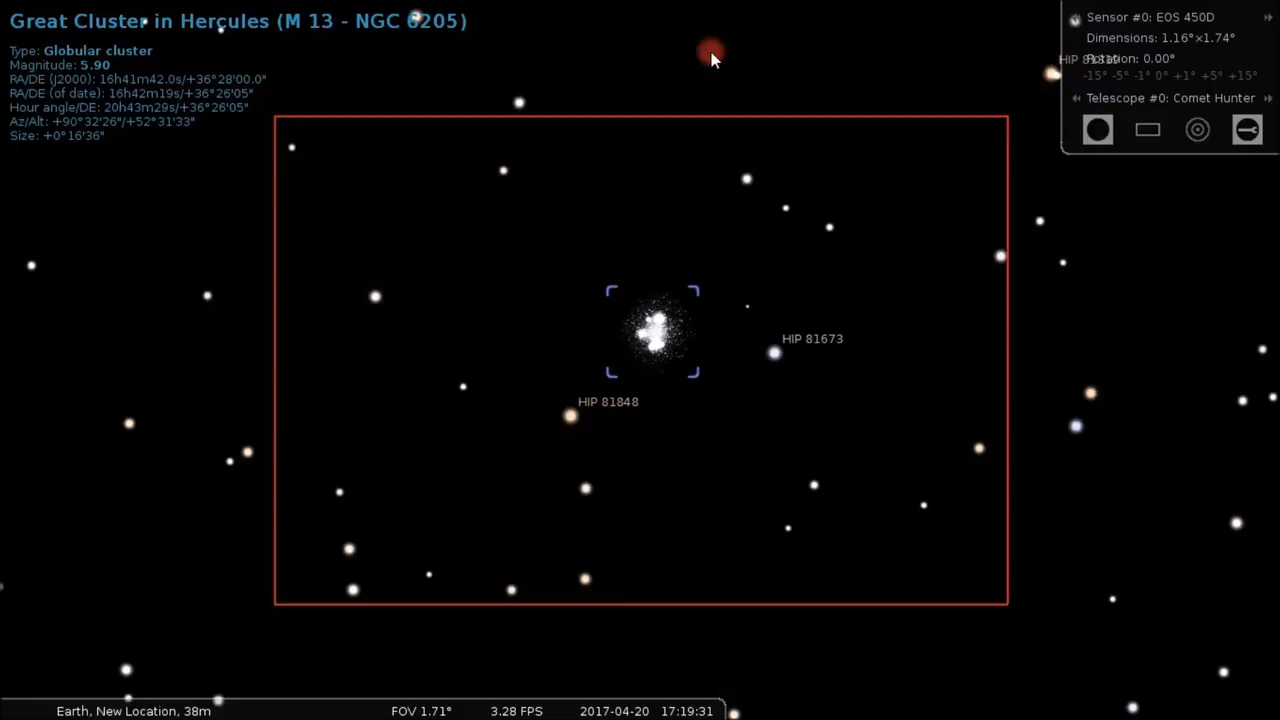 Great Cluster in Hercules (M 13 - NGC 6205)
Type: Globular cluster
Magnitude: 5.90
RA/DE (J2000): 16h41m42.0s/+36°28'00.0"
RA/DE (of date): 16h42m19s/+36°26'05"
Hour angle/DE: 20h43m29s/+36°26'05"
Az/Alt: +90°32'26"/+52°31'33"
Size: +0°16'36"
Sensor #0: EOS 450D
Dimensions: 1.16°×1.74°
Rotation: 0.00°
-15° -5° -1° 0° +1° +5° +15°
Telescope #0: Comet Hunter
HIP
HIP 81673
HIP 81848
Earth, New Location, 38m
FOV 1.71°
3.28 FPS
2017-04-20 17:19:31